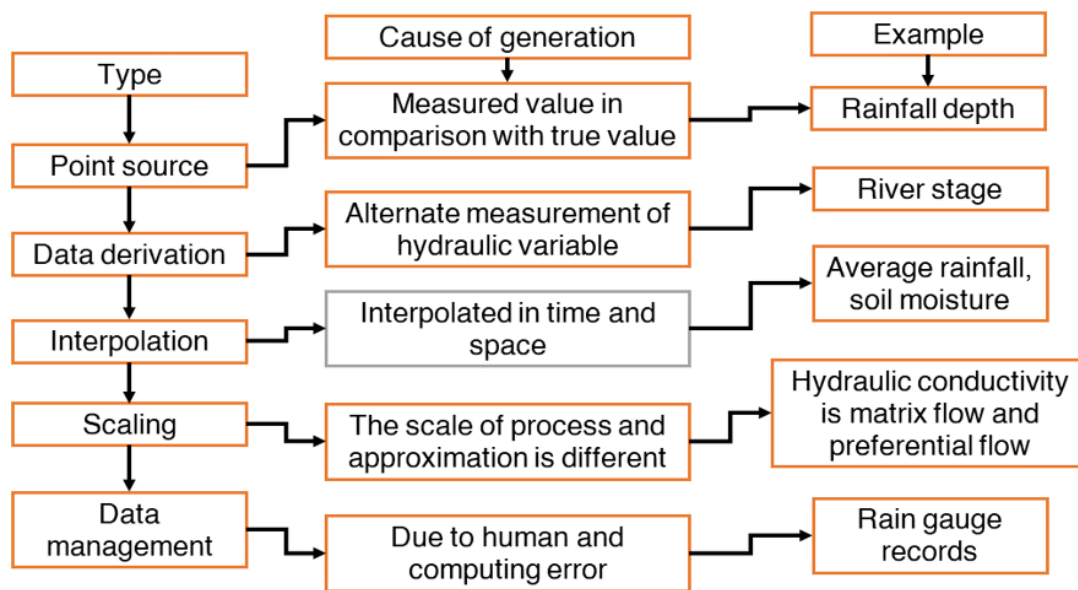 Type
Cause of generation
Example
Point source
Measured value in
comparison with true value
Rainfall depth
Data derivation
Alternate measurement of
hydraulic variable
River stage
Interpolation
Interpolated in time and
space
Average rainfall,
soil moisture
Scaling
The scale of process and
approximation is different
Hydraulic conductivity
is matrix flow and
preferential flow
Data
management
Due to human and
computing error
Rain gauge
records